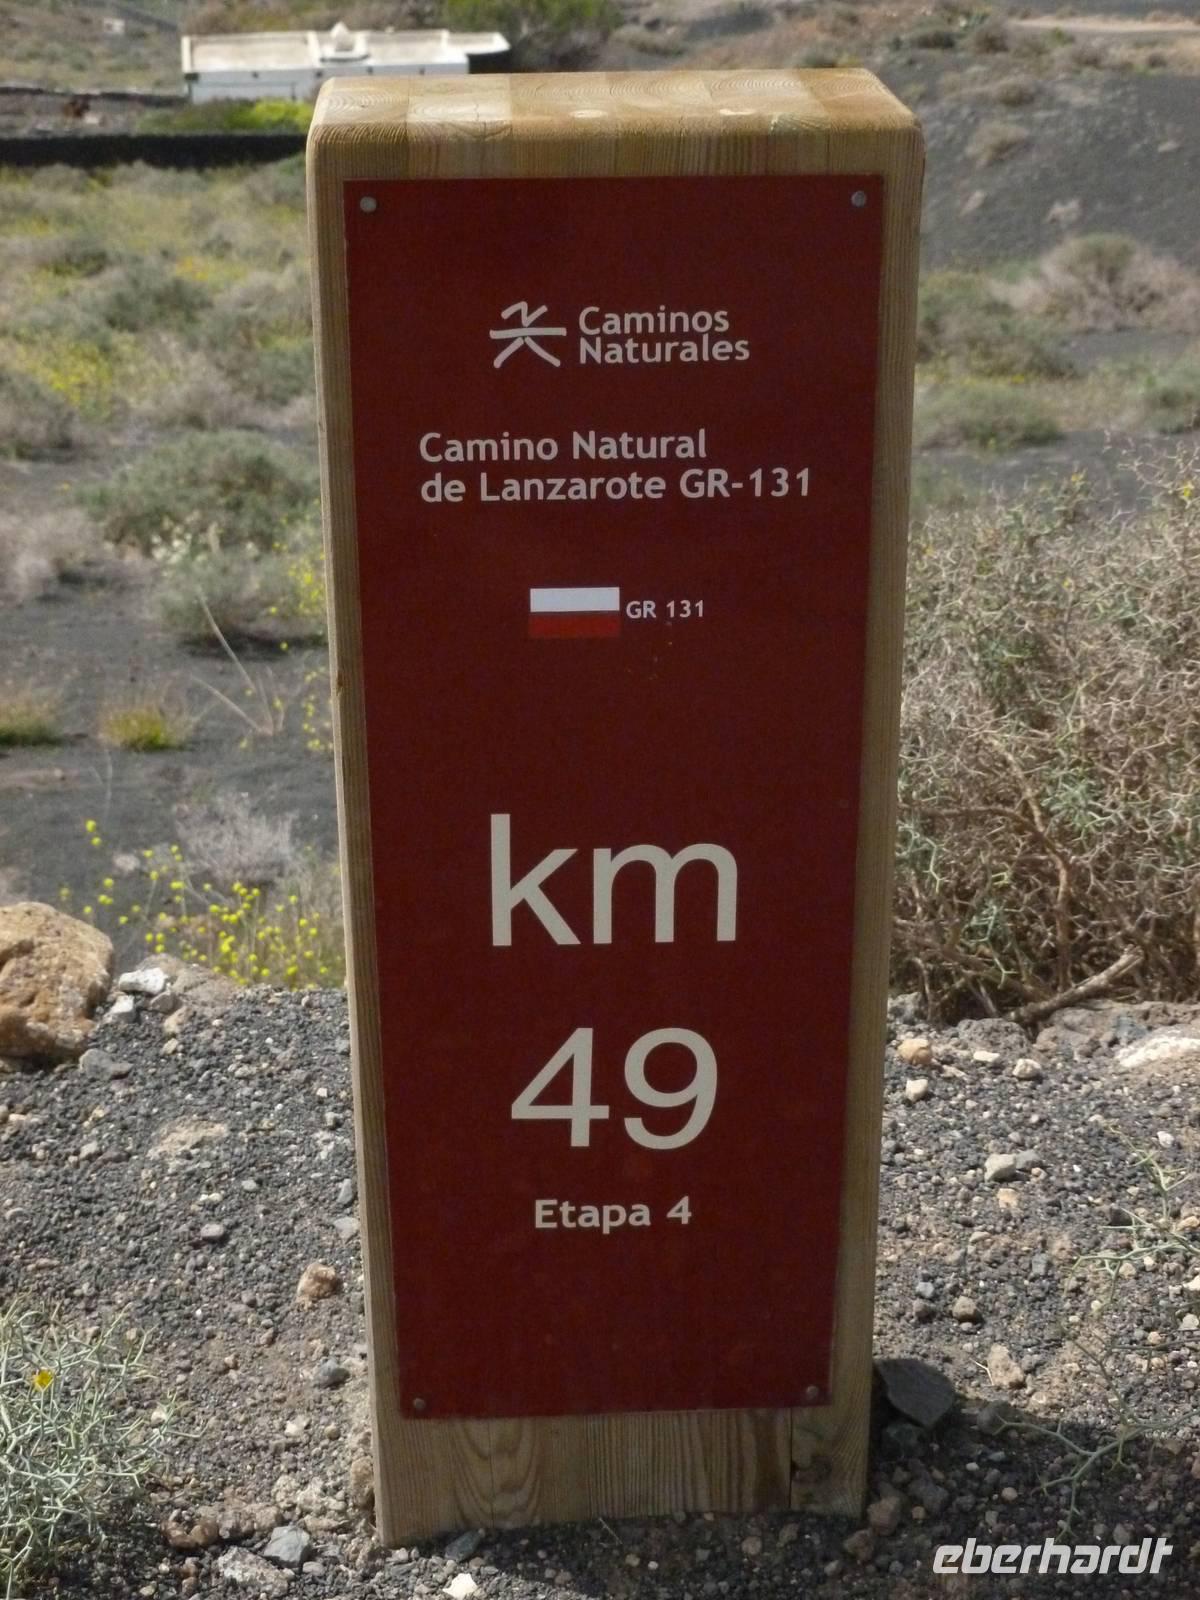 Caminos
Naturales
Camino Natural
de Lanzarote GR-131
GR 131
km
49
Etapa 4
eberhardt